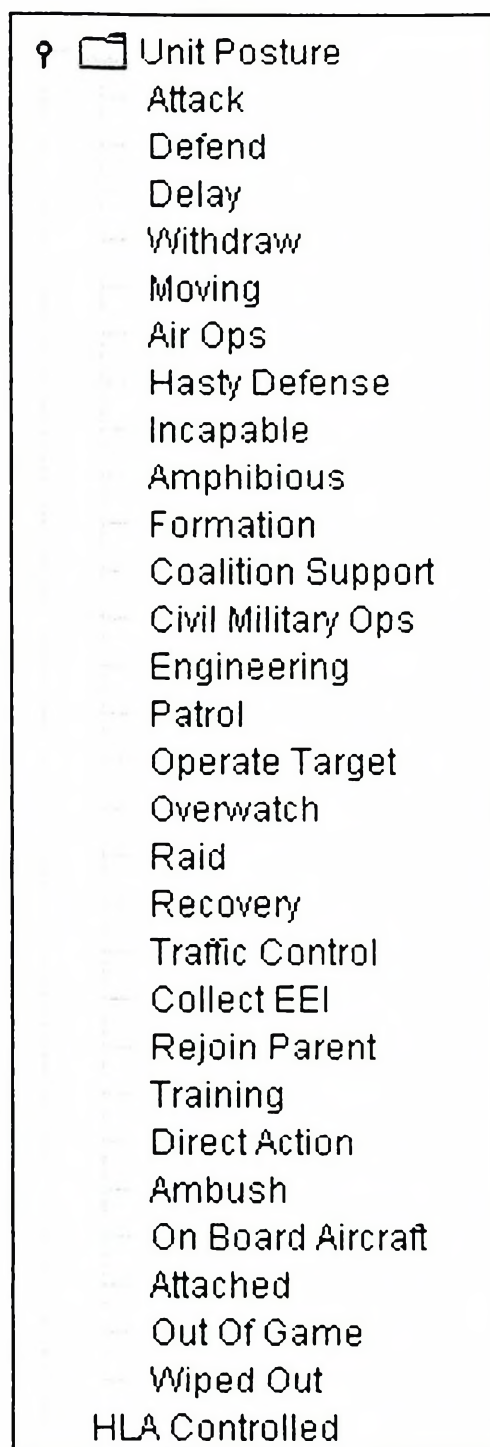 Unit Posture
Attack
Defend
Delay
Withdraw
Moving
Air Ops
Hasty Defense
Incapable
Amphibious
Formation
Coalition Support
Civil Military Ops
Engineering
Patrol
Operate Target
Overwatch
Raid
Recovery
Traffic Control
Collect EEI
Rejoin Parent
Training
Direct Action
Ambush
On Board Aircraft
Attached
Out Of Game
Wiped Out
HLA Controlled